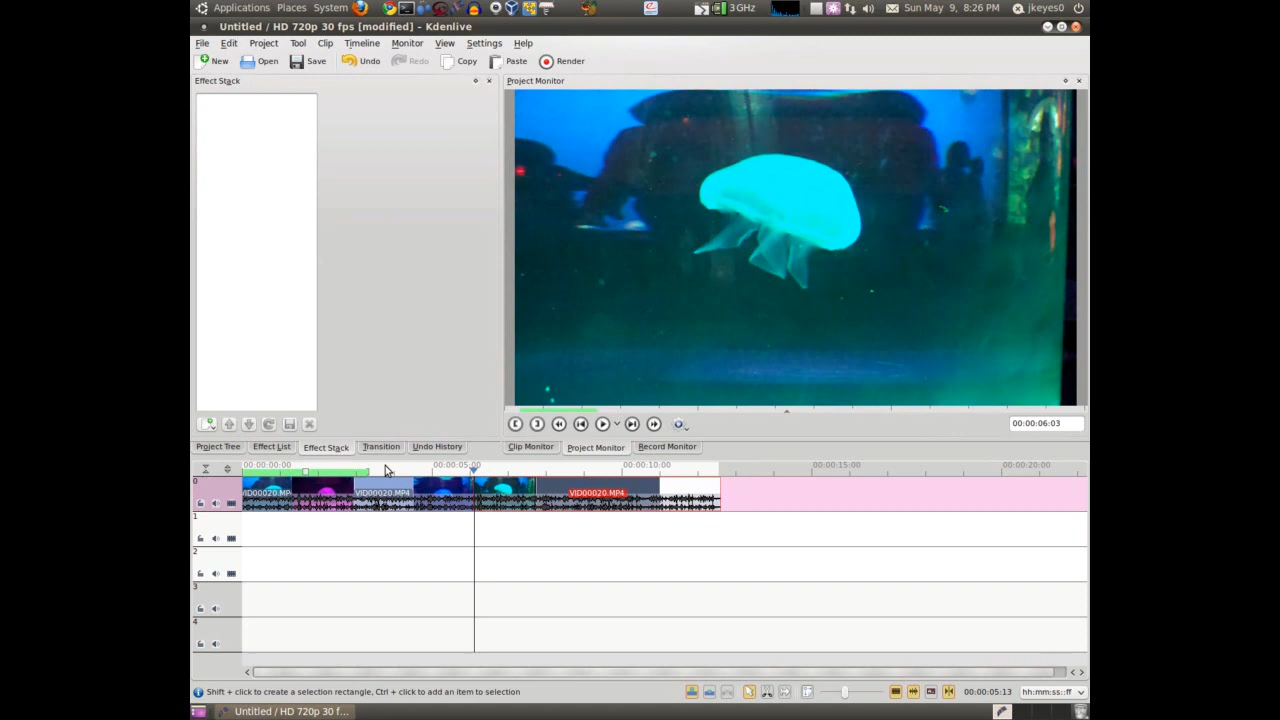 Applications Places System 3 GHz Sun May 9, 8:26 PM jkeyes0
Untitled / HD 720p 30 fps [modified] – Kdenlive
File Edit Project Tool Clip Timeline Monitor View Settings Help
New Open Save Undo Redo Copy Paste Render
Effect Stack Project Monitor
00:00:06:03
Project Tree Effect List Effect Stack Transition Undo History Clip Monitor Project Monitor Record Monitor
00:00:00:00 00:00:05:00 00:00:10:00 00:00:15:00 00:00:20:00
0
VID00020.MP4 VID00020.MP4 VID00020.MP4
1
2
3
4
Shift + click to create a selection rectangle, Ctrl + click to add an item to selection 00:00:05:13 hh:mm:ss::ff
Untitled / HD 720p 30 f...